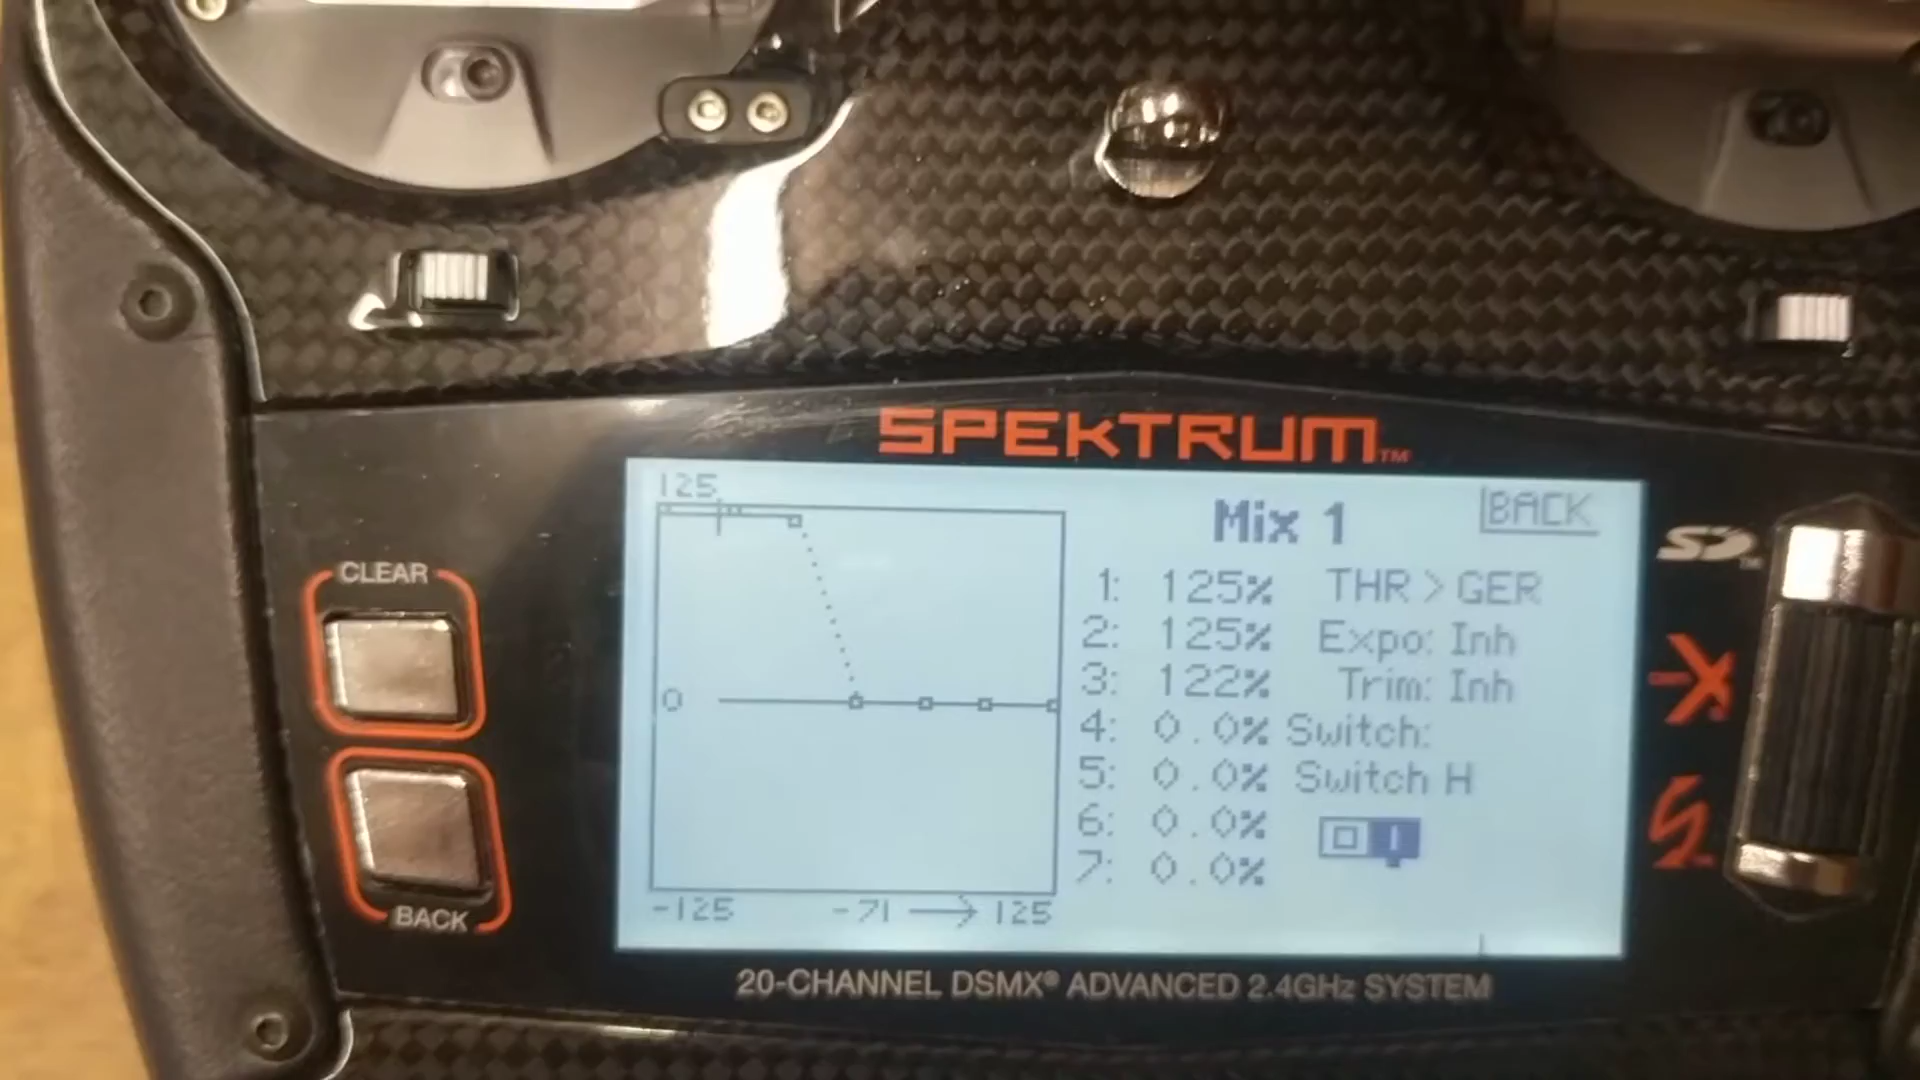 SPEKTRUM™
125
0
-125 -71 → 125
Mix 1
BACK
1: 125% THR > GER
2: 125% Expo: Inh
3: 122% Trim: Inh
4: 0.0% Switch:
5: 0.0% Switch H
6: 0.0%
7: 0.0%
CLEAR
BACK
SD™
20-CHANNEL DSMX® ADVANCED 2.4GHz SYSTEM